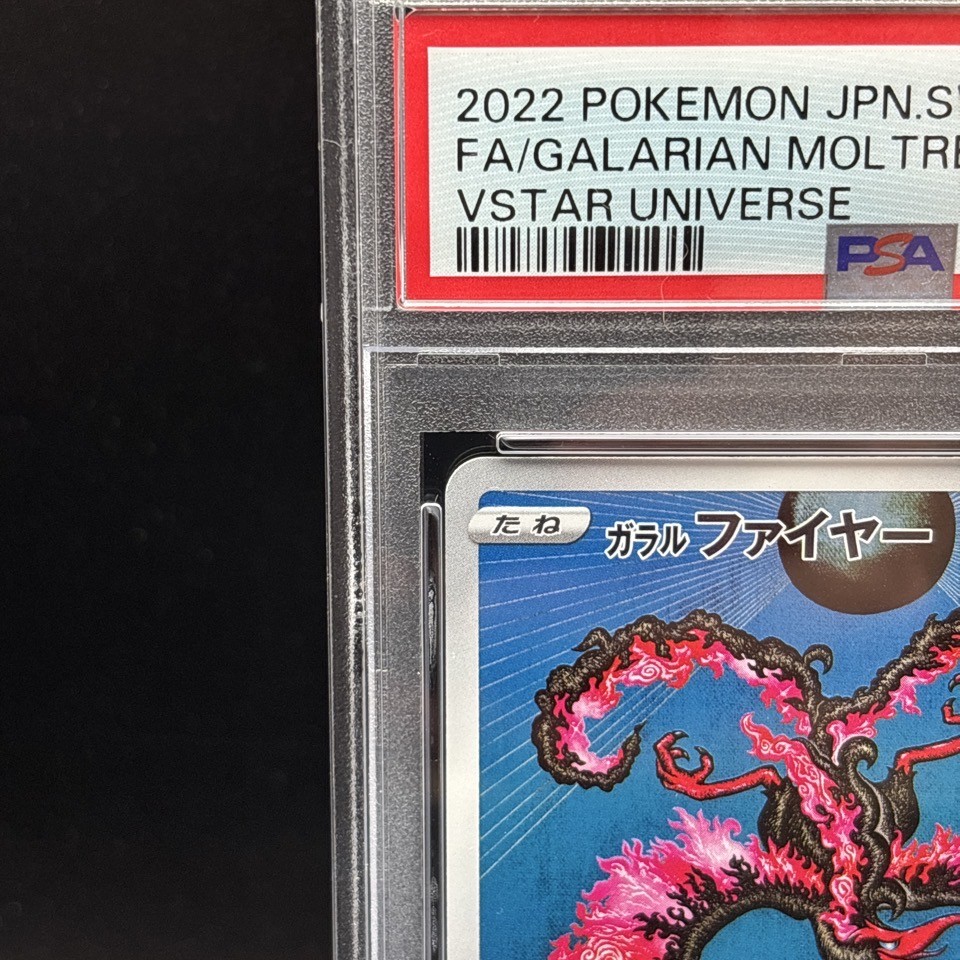 2022 POKEMON JPN.S
FA/GALARIAN MOLTRE
VSTAR UNIVERSE
PSA
たね ガラル ファイヤー